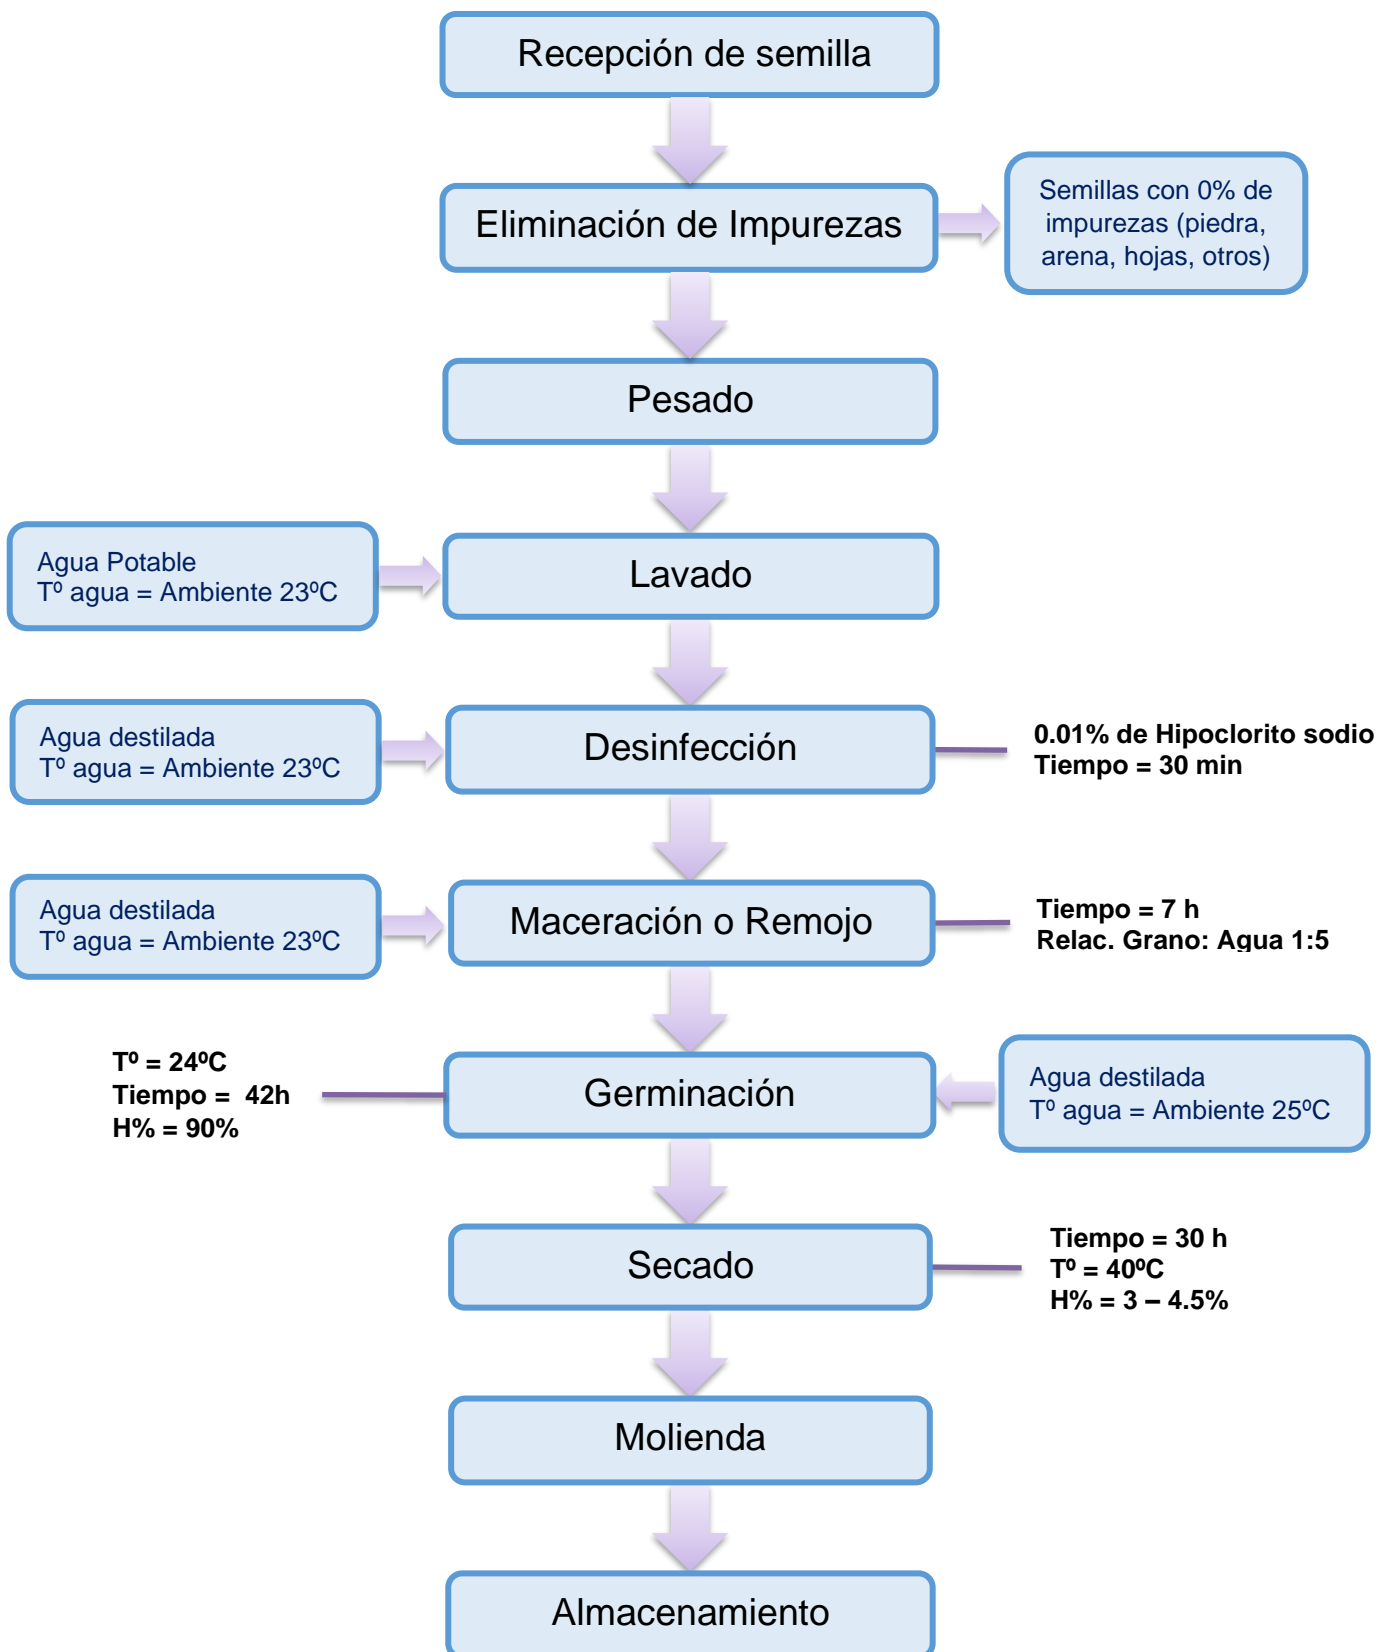 Recepción de semilla
Eliminación de Impurezas
Semillas con 0% de
impurezas (piedra,
arena, hojas, otros)
Pesado
Agua Potable
Tº agua = Ambiente 23ºC
Lavado
Agua destilada
Tº agua = Ambiente 23ºC
Desinfección
0.01% de Hipoclorito sodio
Tiempo = 30 min
Agua destilada
Tº agua = Ambiente 23ºC
Maceración o Remojo
Tiempo = 7 h
Relac. Grano: Agua 1:5
Tº = 24ºC
Tiempo =  42h
H% = 90%
Germinación
Agua destilada
Tº agua = Ambiente 25ºC
Secado
Tiempo = 30 h
Tº = 40ºC
H% = 3 – 4.5%
Molienda
Almacenamiento